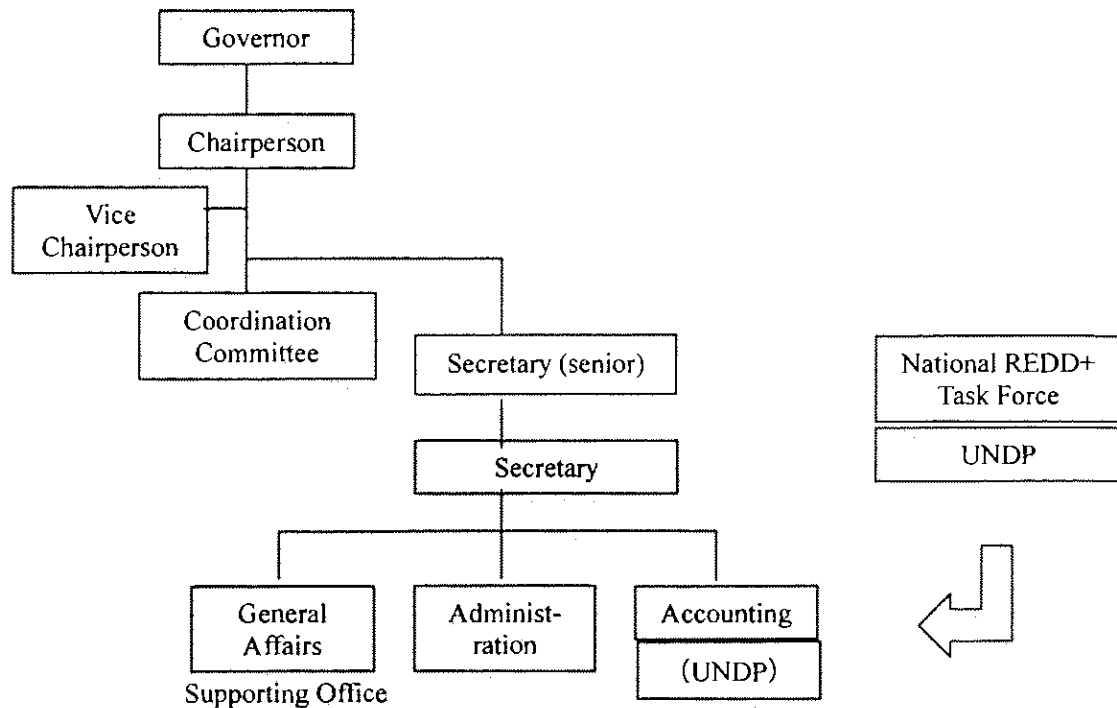 Governor
Chairperson
Vice
Chairperson
Coordination
Committee
Secretary (senior)
National REDD+
Task Force
UNDP
Secretary
General
Affairs
Administ-
ration
Accounting
(UNDP)
Supporting Office